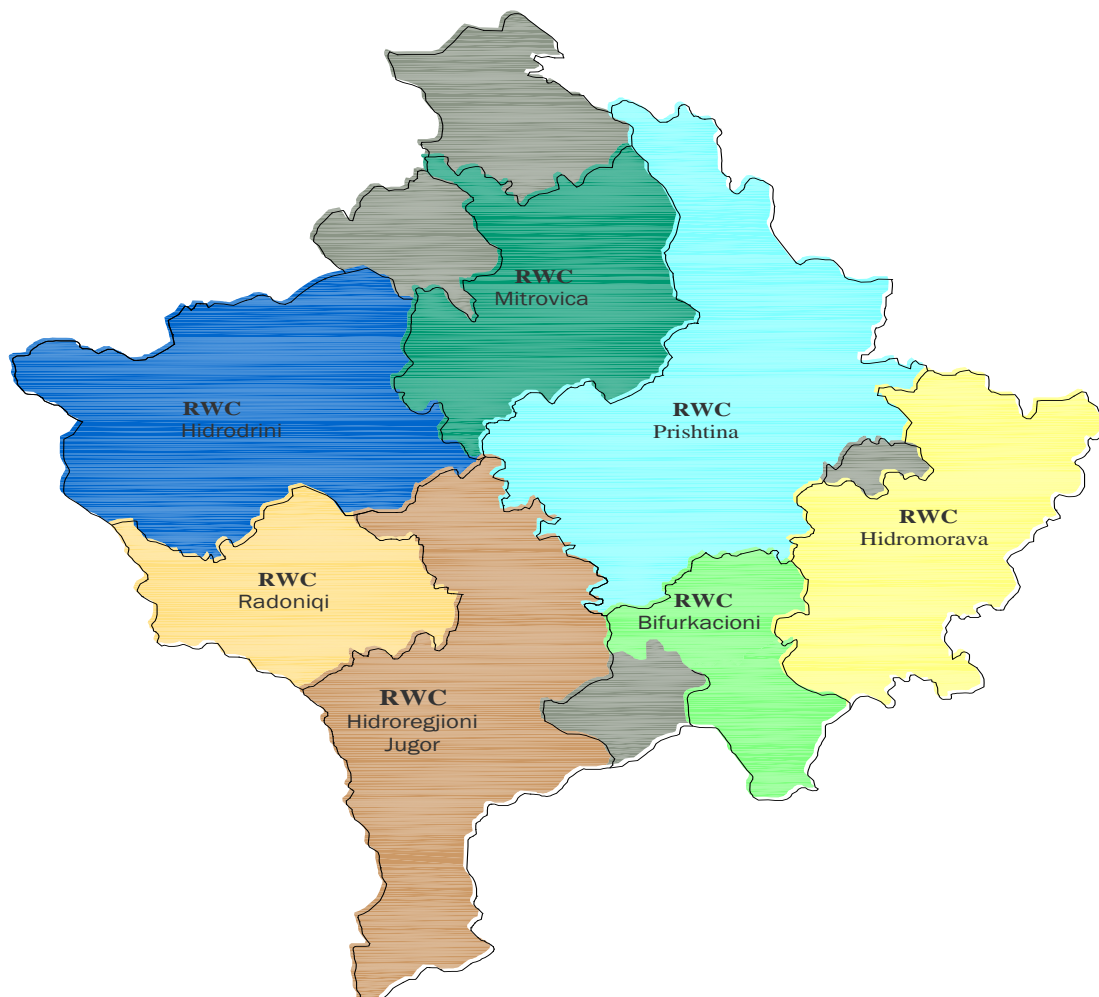 RWC
Mitrovica
RWC
Hidrodrini
RWC
Prishtina
RWC
Hidromorava
RWC
Radoniqi
RWC
Bifurkacioni
RWC
Hidroregjioni
Jugor